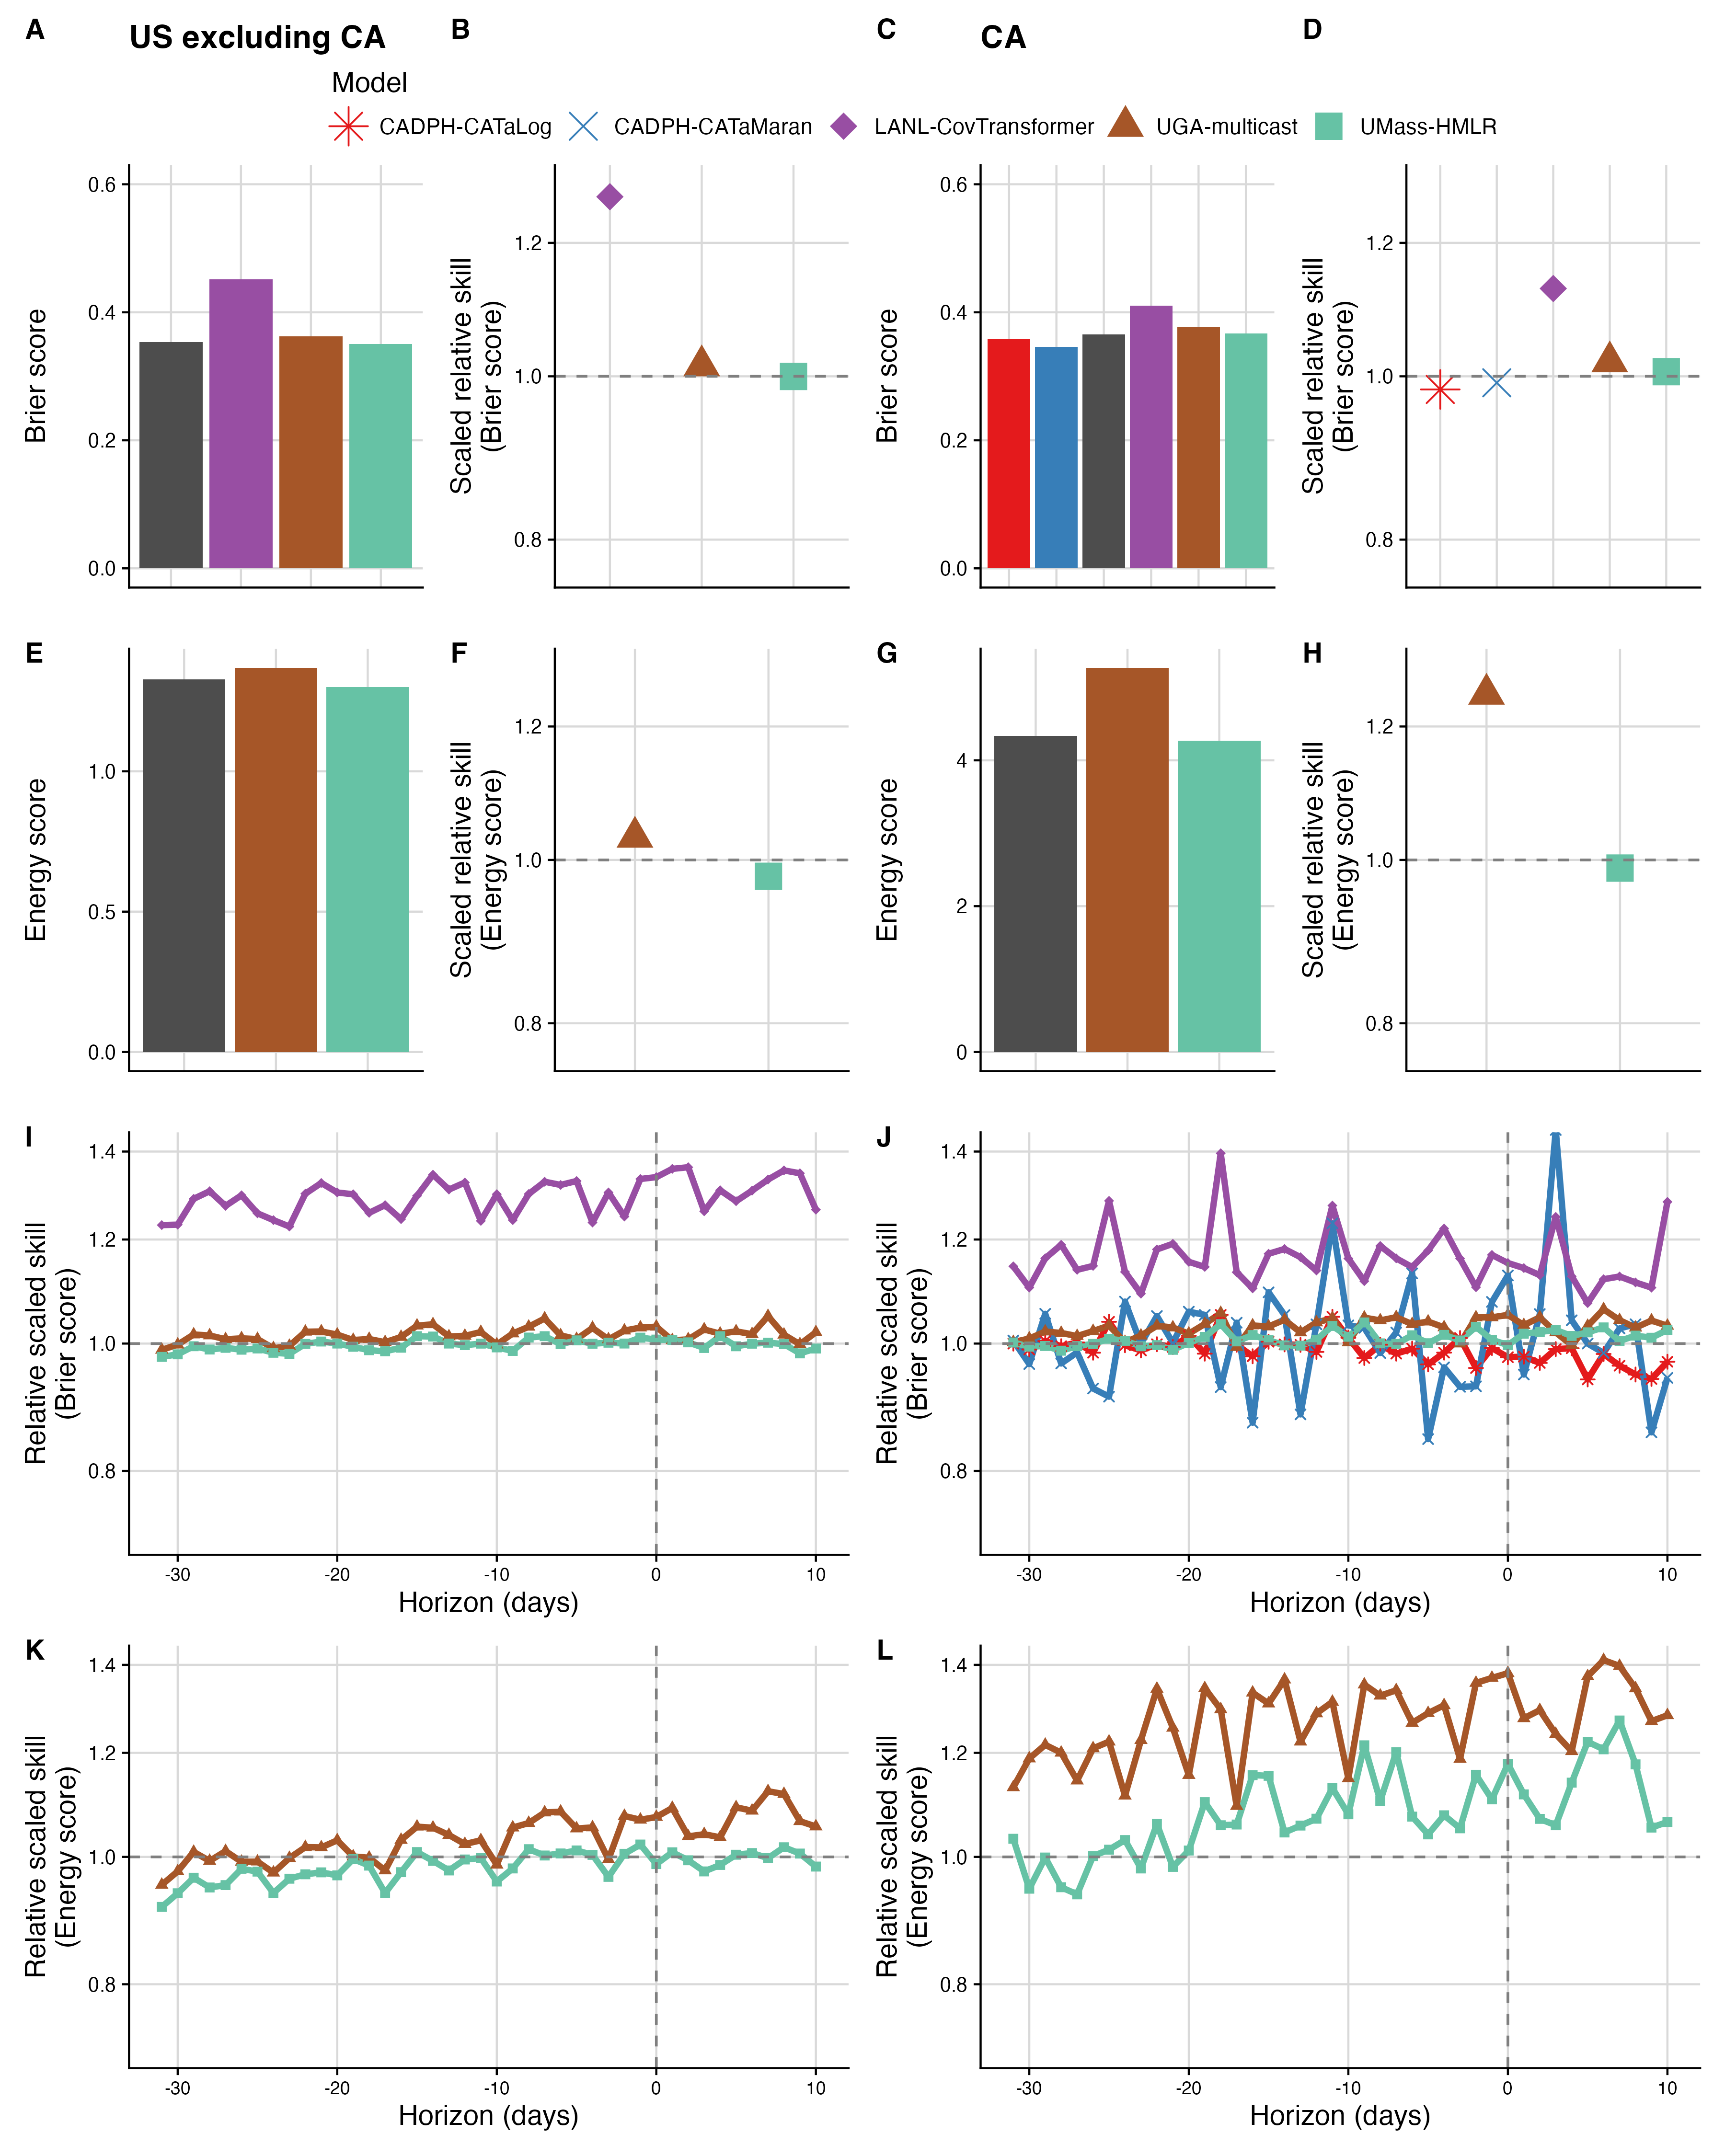 A US excluding CA B C CA D
Model
CADPH-CATaLog CADPH-CATaMaran LANL-CovTransformer UGA-multicast UMass-HMLR
Brier score
0.6
0.4
0.2
0.0
Scaled relative skill
(Brier score)
1.2
1.0
0.8
Brier score
0.6
0.4
0.2
0.0
Scaled relative skill
(Brier score)
1.2
1.0
0.8
E F G H
Energy score
1.0
0.5
0.0
Scaled relative skill
(Energy score)
1.2
1.0
0.8
Energy score
4
2
0
Scaled relative skill
(Energy score)
1.2
1.0
0.8
I
Relative scaled skill
(Brier score)
1.4
1.2
1.0
0.8
-30 -20 -10 0 10
Horizon (days)
J
Relative scaled skill
(Brier score)
1.4
1.2
1.0
0.8
-30 -20 -10 0 10
Horizon (days)
K
Relative scaled skill
(Energy score)
1.4
1.2
1.0
0.8
-30 -20 -10 0 10
Horizon (days)
L
Relative scaled skill
(Energy score)
1.4
1.2
1.0
0.8
-30 -20 -10 0 10
Horizon (days)